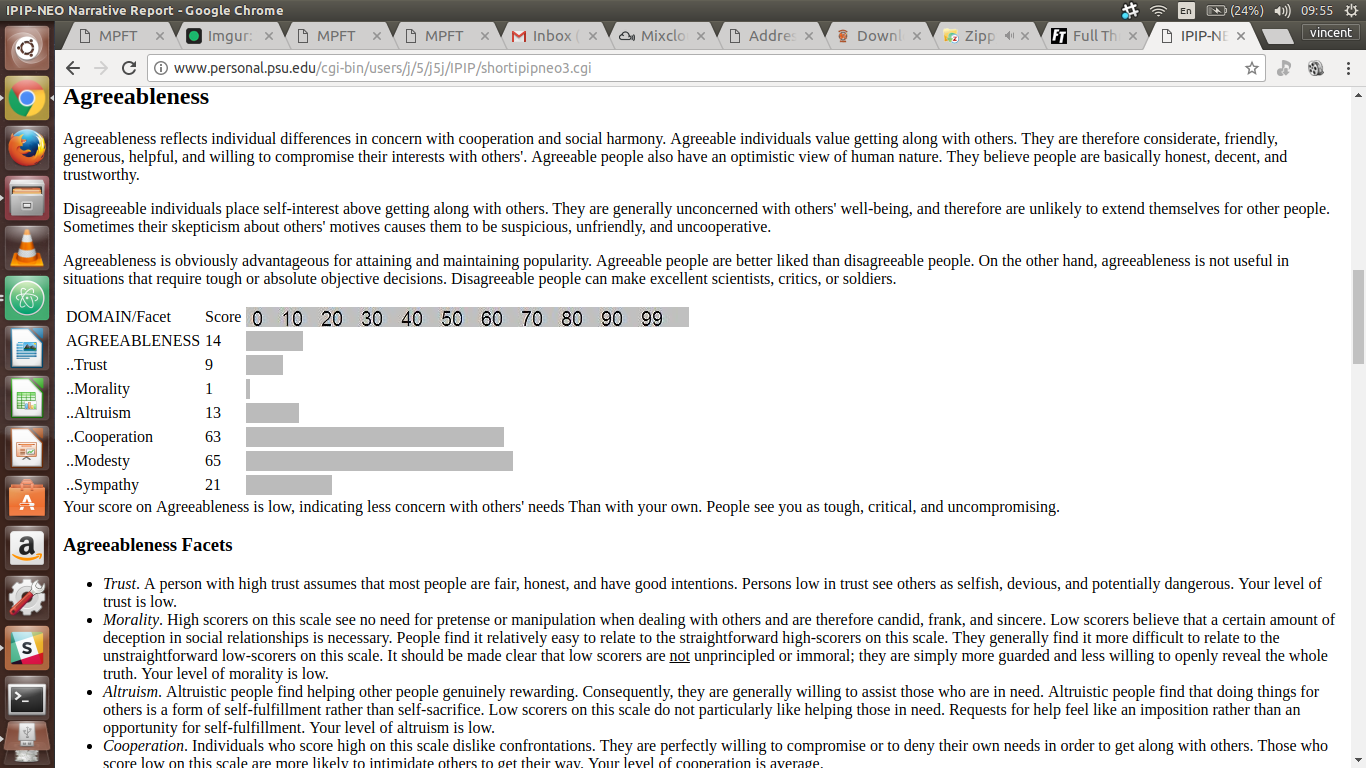 IPIP-NEO Narrative Report - Google Chrome
En
(24%)
09:55
MPFT
Imgur:
MPFT
MPFT
Inbox (
Mixclo
Addre
Downl
Zipp
Full Th
IPIP-NE
vincent
www.personal.psu.edu/cgi-bin/users/j/5/j5j/IPIP/shortipipneo3.cgi
Agreeableness
Agreeableness reflects individual differences in concern with cooperation and social harmony. Agreeable individuals value getting along with others. They are therefore considerate, friendly,
generous, helpful, and willing to compromise their interests with others'. Agreeable people also have an optimistic view of human nature. They believe people are basically honest, decent, and
trustworthy.
Disagreeable individuals place self-interest above getting along with others. They are generally unconcerned with others' well-being, and therefore are unlikely to extend themselves for other people.
Sometimes their skepticism about others' motives causes them to be suspicious, unfriendly, and uncooperative.
Agreeableness is obviously advantageous for attaining and maintaining popularity. Agreeable people are better liked than disagreeable people. On the other hand, agreeableness is not useful in
situations that require tough or absolute objective decisions. Disagreeable people can make excellent scientists, critics, or soldiers.
DOMAIN/Facet Score 0 10 20 30 40 50 60 70 80 90 99
AGREEABLENESS 14
..Trust 9
..Morality 1
..Altruism 13
..Cooperation 63
..Modesty 65
..Sympathy 21
Your score on Agreeableness is low, indicating less concern with others' needs Than with your own. People see you as tough, critical, and uncompromising.
Agreeableness Facets
• Trust. A person with high trust assumes that most people are fair, honest, and have good intentions. Persons low in trust see others as selfish, devious, and potentially dangerous. Your level of
trust is low.
• Morality. High scorers on this scale see no need for pretense or manipulation when dealing with others and are therefore candid, frank, and sincere. Low scorers believe that a certain amount of
deception in social relationships is necessary. People find it relatively easy to relate to the straightforward high-scorers on this scale. They generally find it more difficult to relate to the
unstraightforward low-scorers on this scale. It should be made clear that low scorers are not unprincipled or immoral; they are simply more guarded and less willing to openly reveal the whole
truth. Your level of morality is low.
• Altruism. Altruistic people find helping other people genuinely rewarding. Consequently, they are generally willing to assist those who are in need. Altruistic people find that doing things for
others is a form of self-fulfillment rather than self-sacrifice. Low scorers on this scale do not particularly like helping those in need. Requests for help feel like an imposition rather than an
opportunity for self-fulfillment. Your level of altruism is low.
• Cooperation. Individuals who score high on this scale dislike confrontations. They are perfectly willing to compromise or to deny their own needs in order to get along with others. Those who
score low on this scale are more likely to intimidate others to get their way. Your level of cooperation is average.